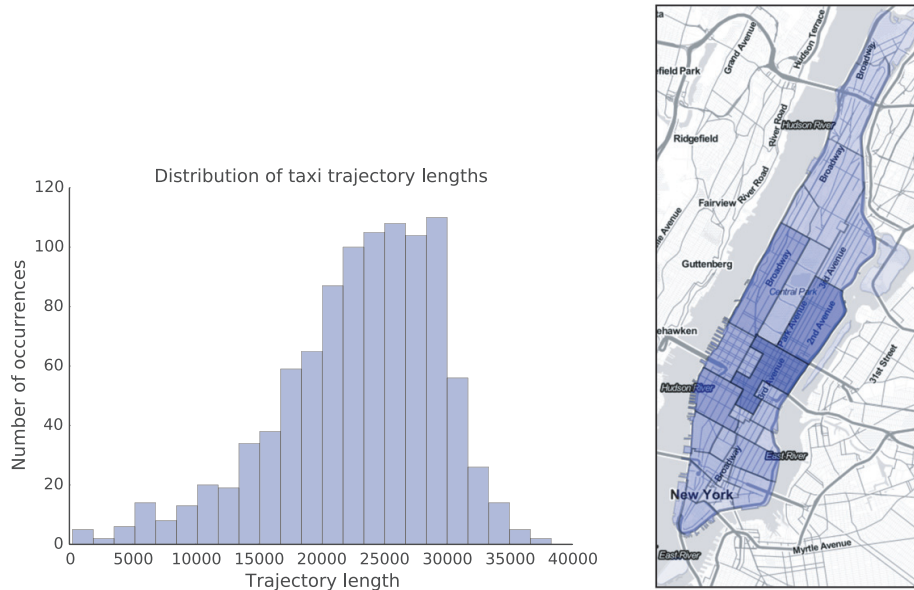 Distribution of taxi trajectory lengths
120
100
80
60
40
20
0
Number of occurrences
0 5000 10000 15000 20000 25000 30000 35000 40000
Trajectory length
Grand Avenue
Hudson Terrace
Broadway
efield Park
River Road
Hudson River
Ridgefield
Broadway
River Road
Fairview
Avenue
Guttenberg
Broadway
3rd Avenue
Central Park
Park Avenue
2nd Avenue
ehawken
31st Street
3rd Avenue
Hudson River
East River
Broadway
New York
Myrtle Avenue
East River